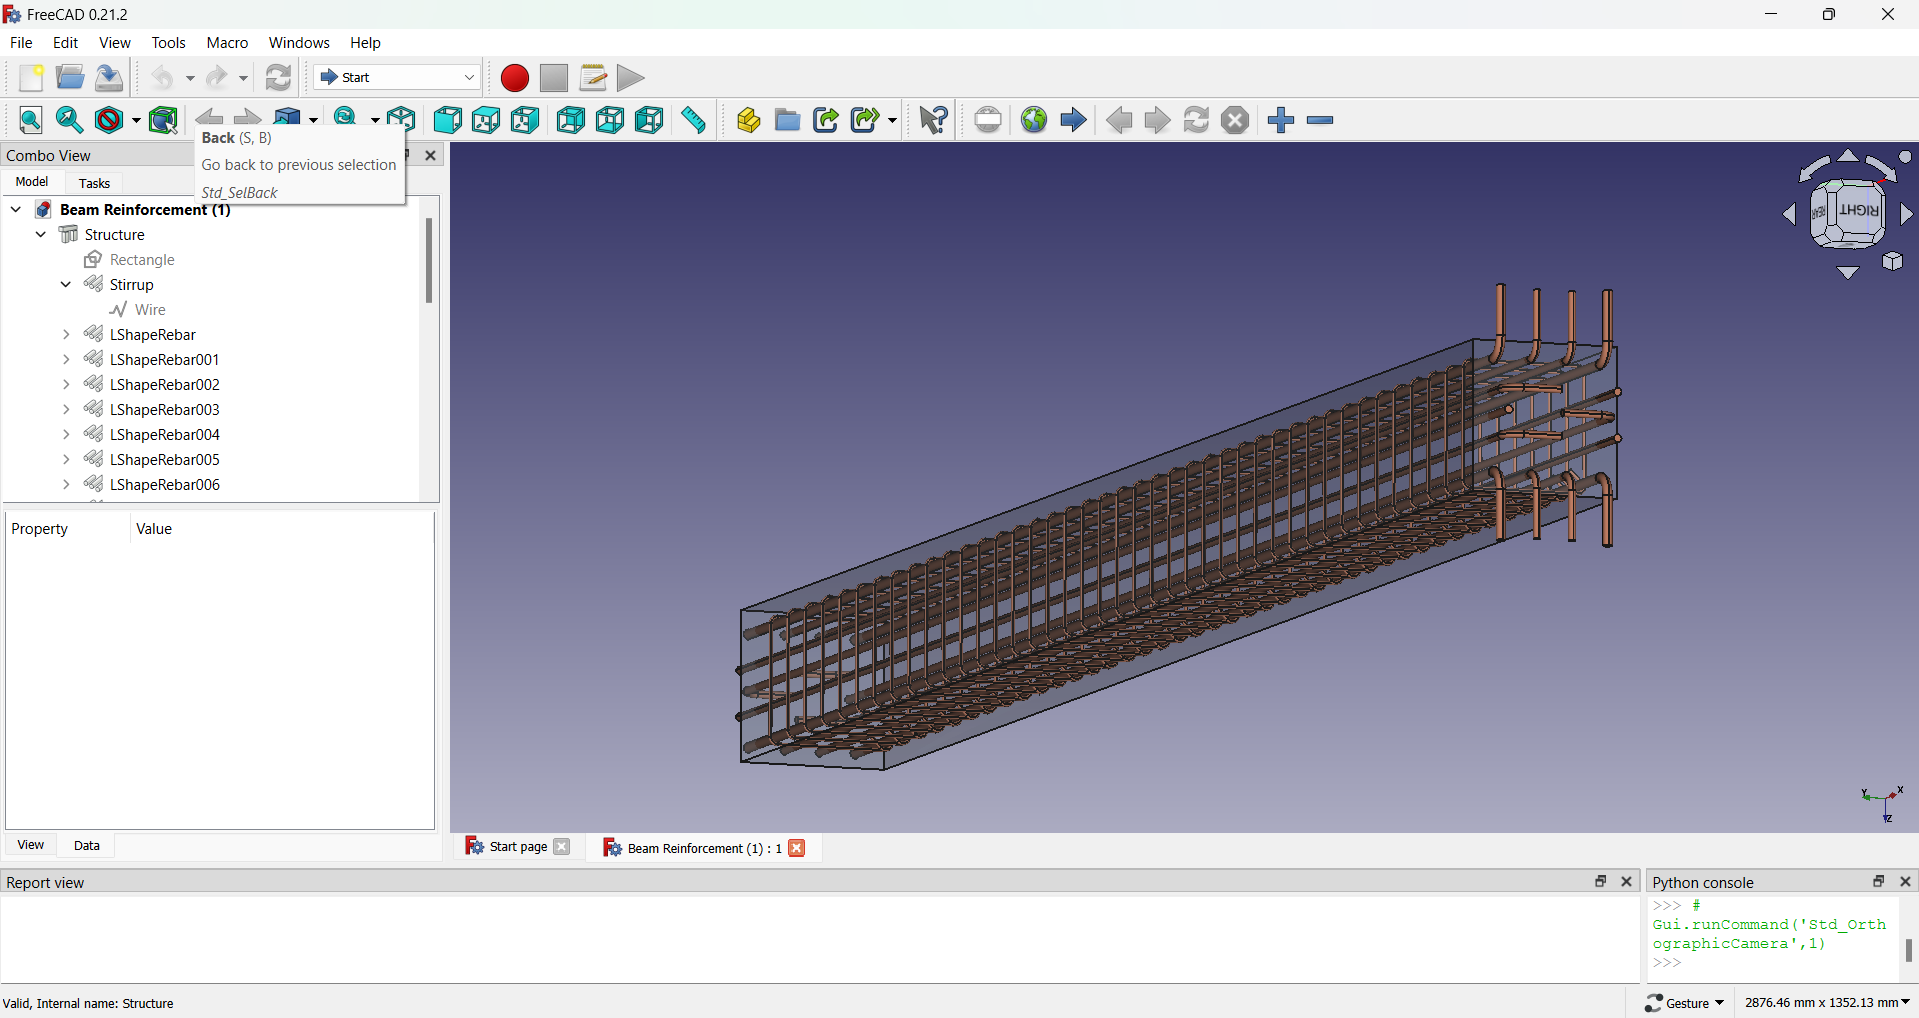 FreeCAD 0.21.2
File Edit View Tools Macro Windows Help
Start
Back (S, B)
Go back to previous selection
Std_SelBack
Combo View
Model Tasks
Beam Reinforcement (1)
Structure
Rectangle
Stirrup
Wire
LShapeRebar
LShapeRebar001
LShapeRebar002
LShapeRebar003
LShapeRebar004
LShapeRebar005
LShapeRebar006
Property Value
View Data
RIGHT
REAR
Y X
Z
Start page
Beam Reinforcement (1) : 1
Report view
Python console
>>> #
Gui.runCommand('Std_Orth
ographicCamera',1)
>>>
Valid, Internal name: Structure
Gesture
2876.46 mm x 1352.13 mm